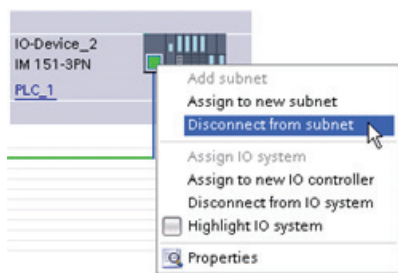 IO-Device_2
IM 151-3PN
PLC_1
Add subnet
Assign to new subnet
Disconnect from subnet
Assign IO system
Assign to new IO controller
Disconnect from IO system
Highlight IO system
Properties